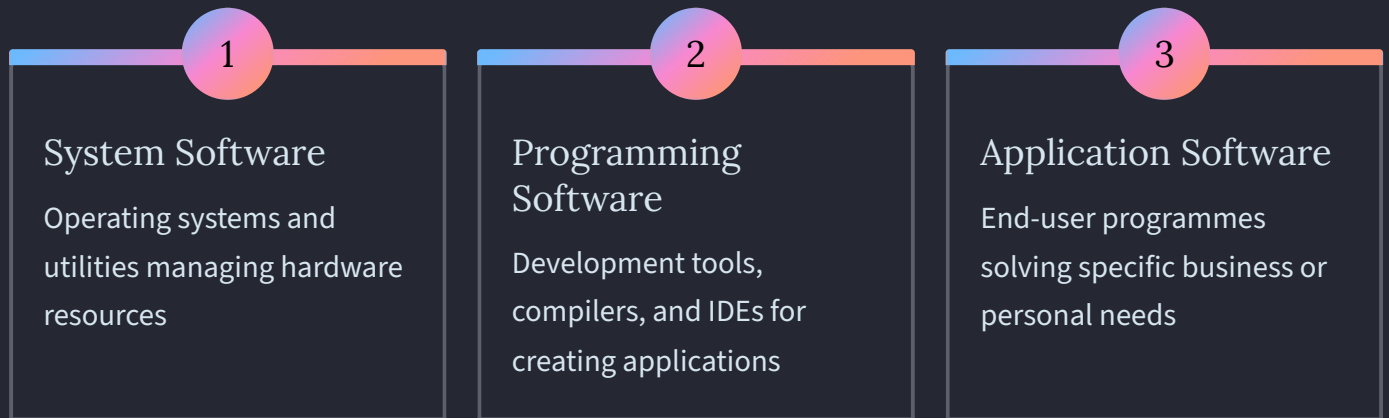 1
System Software
Operating systems and
utilities managing hardware
resources
2
Programming
Software
Development tools,
compilers, and IDEs for
creating applications
3
Application Software
End-user programmes
solving specific business or
personal needs